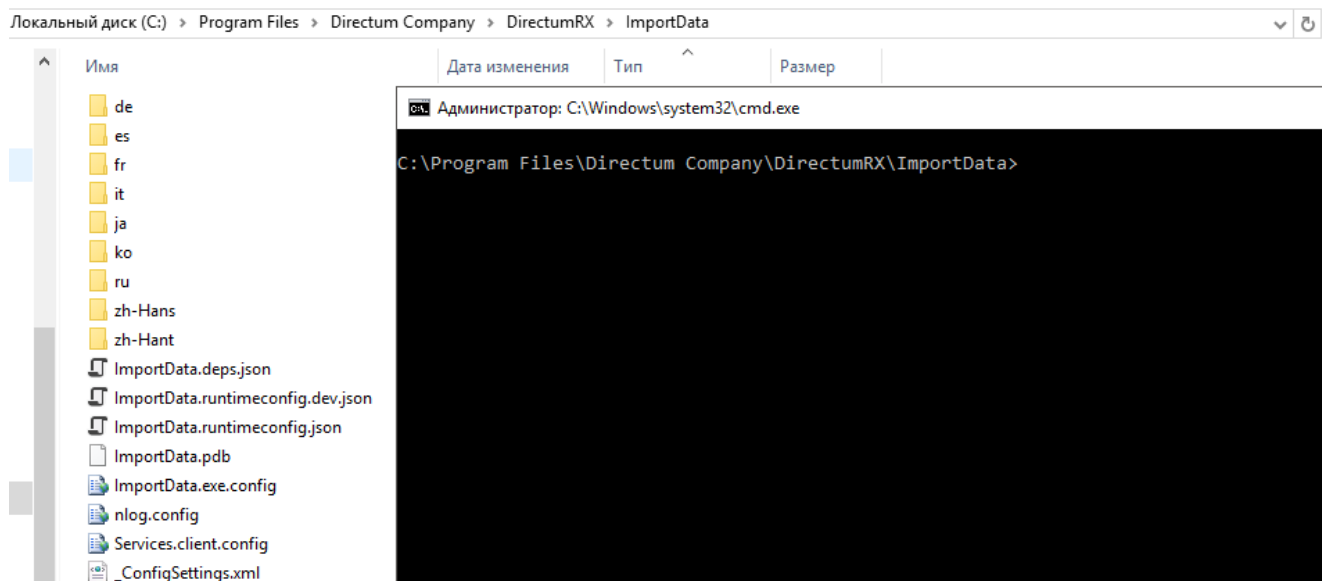 Локальный диск (C:) > Program Files > Directum Company > DirectumRX > ImportData
Имя Дата изменения Тип Размер
de
es
fr
it
ja
ko
ru
zh-Hans
zh-Hant
ImportData.deps.json
ImportData.runtimeconfig.dev.json
ImportData.runtimeconfig.json
ImportData.pdb
ImportData.exe.config
nlog.config
Services.client.config
_ConfigSettings.xml
Администратор: C:\Windows\system32\cmd.exe
C:\Program Files\Directum Company\DirectumRX\ImportData>